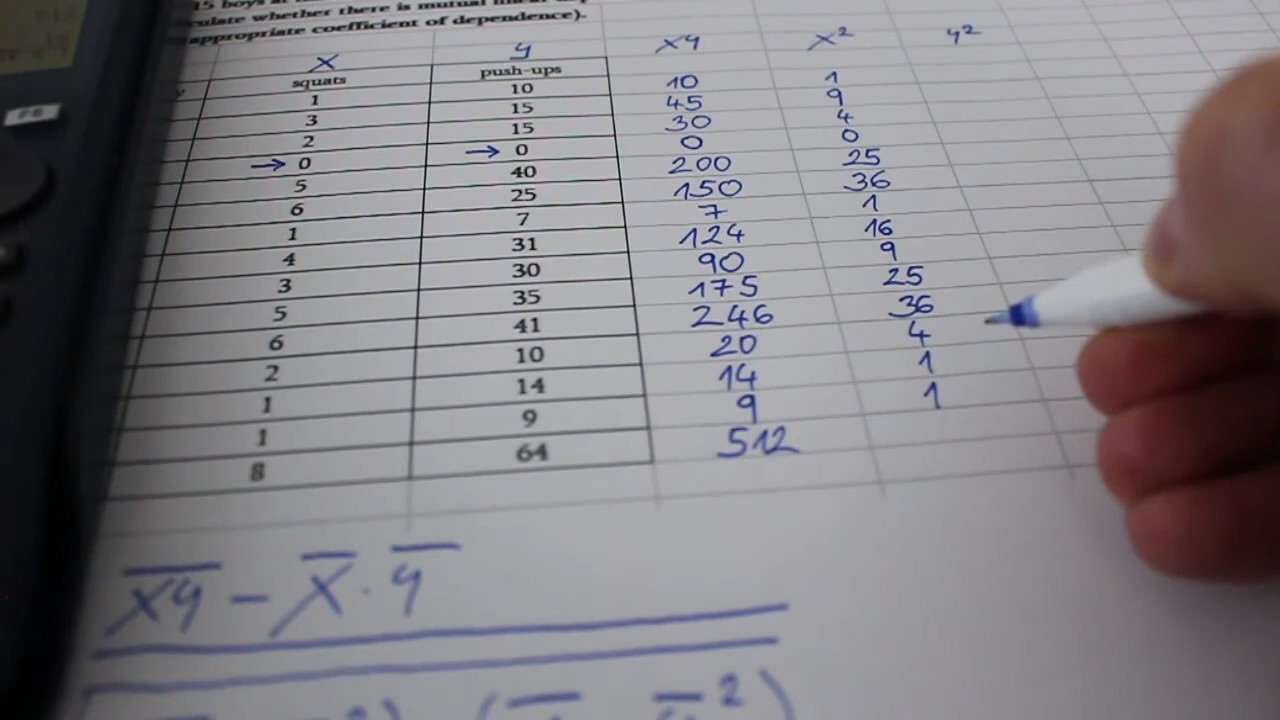 15 boys
culate whether there is mutual
appropriate coefficient of dependence).
x y xy x² y²
squats push-ups
1 10 10 1
3 15 45 9
2 15 30 4
→ 0 → 0 0 0
5 40 200 25
6 25 150 36
1 7 7 1
4 31 124 16
3 30 90 9
5 35 175 25
6 41 246 36
2 10 20 4
1 14 14 1
1 9 9 1
8 64 512
xy - x · y